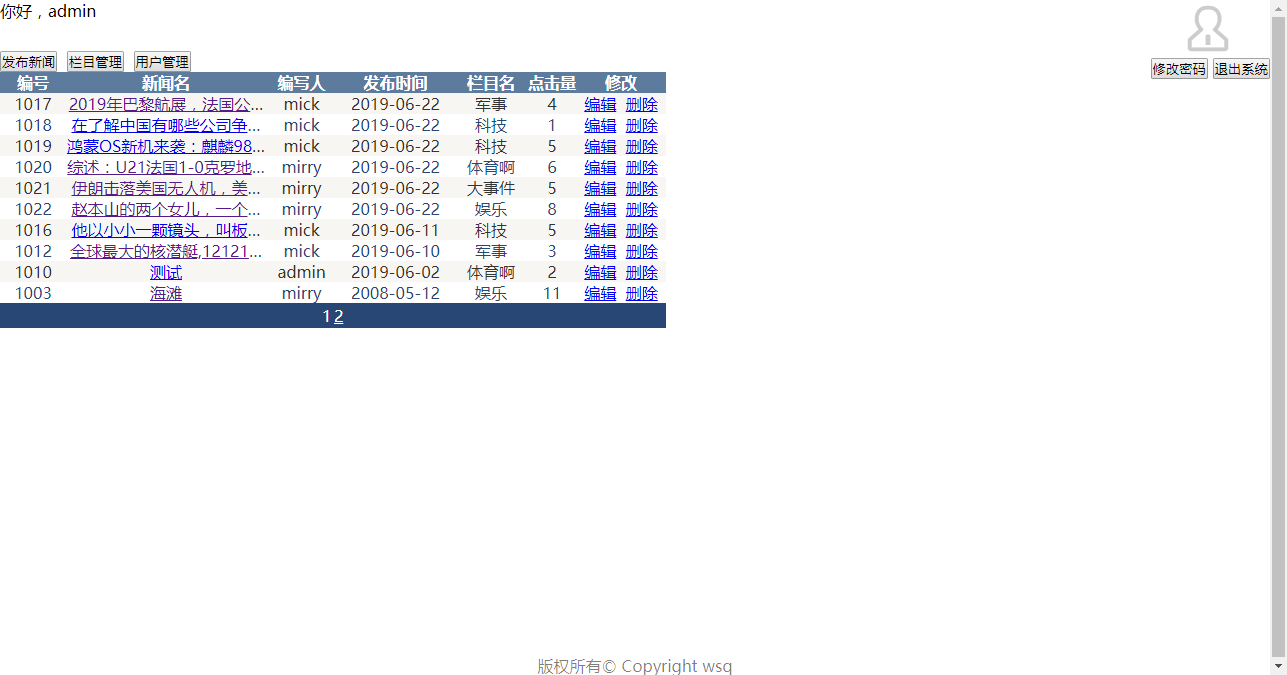 你好，admin
发布新闻 栏目管理 用户管理
修改密码 退出系统
编号 新闻名 编写人 发布时间 栏目名 点击量 修改
1017 2019年巴黎航展，法国公... mick 2019-06-22 军事 4 编辑 删除
1018 在了解中国有哪些公司争... mick 2019-06-22 科技 1 编辑 删除
1019 鸿蒙OS新机来袭：麒麟98... mick 2019-06-22 科技 5 编辑 删除
1020 综述：U21法国1-0克罗地... mirry 2019-06-22 体育啊 6 编辑 删除
1021 伊朗击落美国无人机，美... mirry 2019-06-22 大事件 5 编辑 删除
1022 赵本山的两个女儿，一个... mirry 2019-06-22 娱乐 8 编辑 删除
1016 他以小小一颗镜头，叫板... mick 2019-06-11 科技 5 编辑 删除
1012 全球最大的核潜艇,12121... mick 2019-06-10 军事 3 编辑 删除
1010 测试 admin 2019-06-02 体育啊 2 编辑 删除
1003 海滩 mirry 2008-05-12 娱乐 11 编辑 删除
1 2
版权所有© Copyright wsq